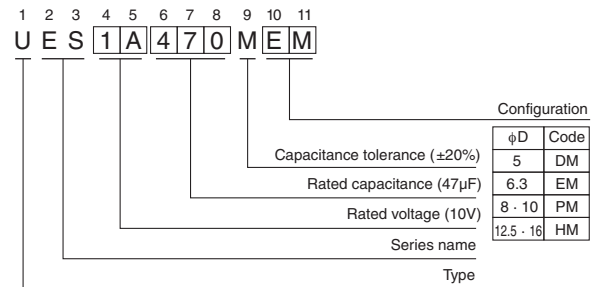 1 2 3 4 5 6 7 8 9 10 11
U E S 1 A 4 7 0 M E M
Configuration
φD Code
5 DM
6.3 EM
8 · 10 PM
12.5 · 16 HM
Capacitance tolerance (±20%)
Rated capacitance (47µF)
Rated voltage (10V)
Series name
Type